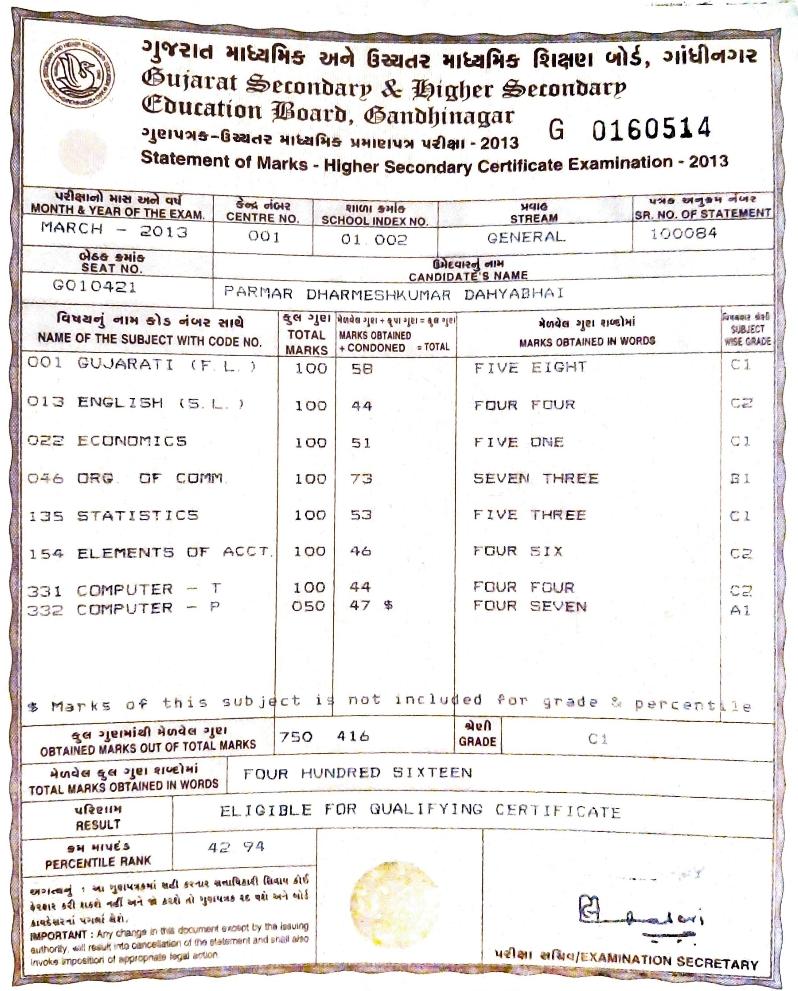 ગુજરાત માધ્યમિક અને ઉચ્ચતર માધ્યમિક શિક્ષણ બોર્ડ, ગાંધીનગર
Gujarat Secondary & Higher Secondary
Education Board, Gandhinagar
ગુણપત્રક-ઉચ્ચતર માધ્યમિક પ્રમાણપત્ર પરીક્ષા - 2013 G 0160514
Statement of Marks - Higher Secondary Certificate Examination - 2013
પરીક્ષાનો માસ અને વર્ષ કેન્દ્ર નંબર શાળા ક્રમાંક પ્રવાહ પત્રક અનુક્રમ નંબર
MONTH & YEAR OF THE EXAM. CENTRE NO. SCHOOL INDEX NO. STREAM SR. NO. OF STATEMENT
MARCH - 2013 001 01.002 GENERAL 100084
બેઠક ક્રમાંક ઉમેદવારનું નામ
SEAT NO. CANDIDATE'S NAME
G010421 PARMAR DHARMESHKUMAR DAHYABHAI
વિષયનું નામ કોડ નંબર સાથે કુલ ગુણ મેળવેલ ગુણ + કૃપા ગુણ = કુલ ગુણ મેળવેલ ગુણ શબ્દોમાં વિષયવાર શ્રેણી
NAME OF THE SUBJECT WITH CODE NO. TOTAL MARKS MARKS OBTAINED + CONDONED = TOTAL MARKS OBTAINED IN WORDS SUBJECT WISE GRADE
001 GUJARATI (F.L.) 100 58 FIVE EIGHT C1
013 ENGLISH (S.L.) 100 44 FOUR FOUR C2
022 ECONOMICS 100 51 FIVE ONE C1
046 ORG. OF COMM. 100 73 SEVEN THREE B1
135 STATISTICS 100 53 FIVE THREE C1
154 ELEMENTS OF ACCT. 100 46 FOUR SIX C2
331 COMPUTER - T 100 44 FOUR FOUR C2
332 COMPUTER - P 050 47 $ FOUR SEVEN A1
$ Marks of this subject is not included for grade & percentile
કુલ ગુણમાંથી મેળવેલ ગુણ શ્રેણી
OBTAINED MARKS OUT OF TOTAL MARKS 750 416 GRADE C1
મેળવેલ કુલ ગુણ શબ્દોમાં
TOTAL MARKS OBTAINED IN WORDS FOUR HUNDRED SIXTEEN
પરિણામ
RESULT ELIGIBLE FOR QUALIFYING CERTIFICATE
ક્રમ માપદંડ
PERCENTILE RANK 42 94
અગત્યનું : આ ગુણપત્રકમાં સહી કરનાર સત્તાધિકારી સિવાય કોઈ
ફેરફાર કરી શકશે નહીં અને જો કરશે તો ગુણપત્રક રદ થશે અને બોર્ડ
કાયદેસરનાં પગલાં લેશે.
IMPORTANT : Any change in this document except by the issuing
authority, will result into cancellation of the statement and shall also
invoke imposition of appropriate legal action.
પરીક્ષા સચિવ/EXAMINATION SECRETARY